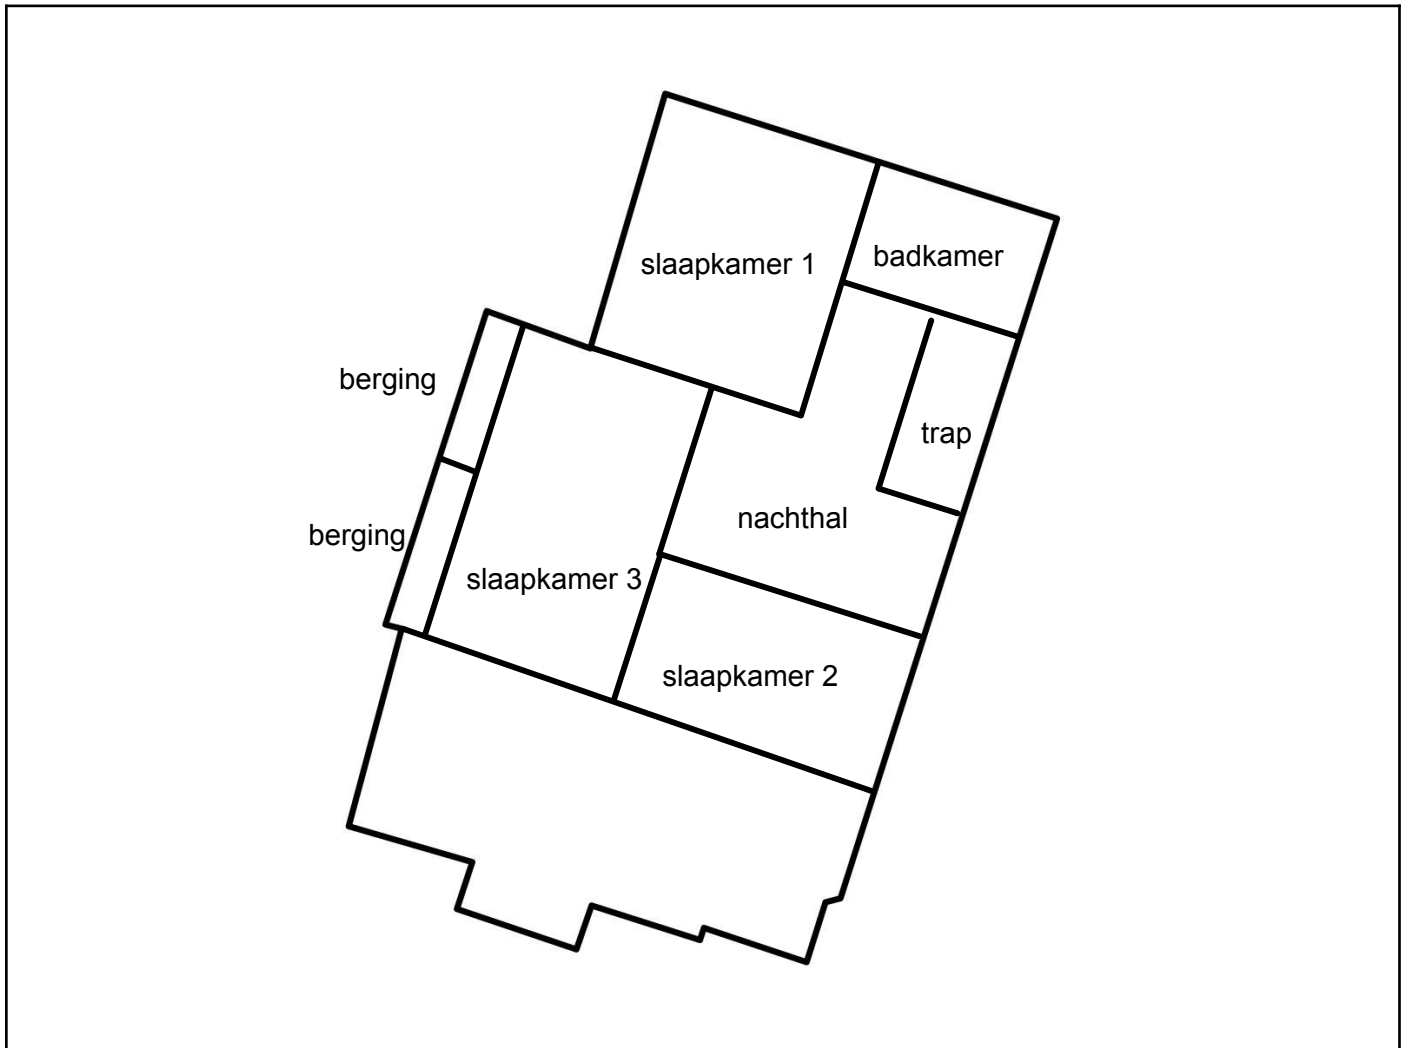 badkamer
slaapkamer 1
berging
trap
nachthal
berging
slaapkamer 3
slaapkamer 2